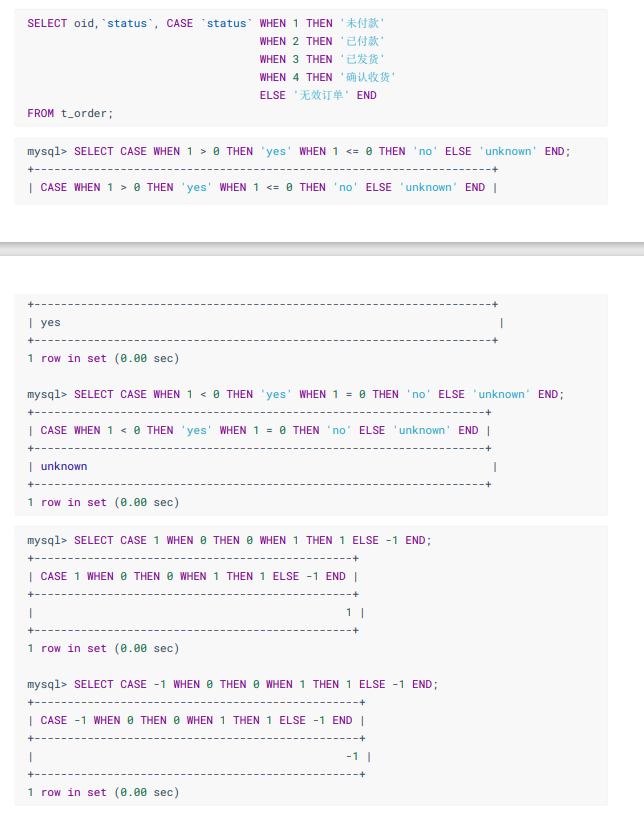 SELECT oid,`status`, CASE `status` WHEN 1 THEN '未付款'
WHEN 2 THEN '已付款'
WHEN 3 THEN '已发货'
WHEN 4 THEN '确认收货'
ELSE '无效订单' END
FROM t_order;
mysql> SELECT CASE WHEN 1 > 0 THEN 'yes' WHEN 1 <= 0 THEN 'no' ELSE 'unknown' END;
+---------------------------------------------------------------------+
| CASE WHEN 1 > 0 THEN 'yes' WHEN 1 <= 0 THEN 'no' ELSE 'unknown' END |
+---------------------------------------------------------------------+
| yes |
+---------------------------------------------------------------------+
1 row in set (0.00 sec)
mysql> SELECT CASE WHEN 1 < 0 THEN 'yes' WHEN 1 = 0 THEN 'no' ELSE 'unknown' END;
+--------------------------------------------------------------------+
| CASE WHEN 1 < 0 THEN 'yes' WHEN 1 = 0 THEN 'no' ELSE 'unknown' END |
+--------------------------------------------------------------------+
| unknown |
+--------------------------------------------------------------------+
1 row in set (0.00 sec)
mysql> SELECT CASE 1 WHEN 0 THEN 0 WHEN 1 THEN 1 ELSE -1 END;
+------------------------------------------------+
| CASE 1 WHEN 0 THEN 0 WHEN 1 THEN 1 ELSE -1 END |
+------------------------------------------------+
| 1 |
+------------------------------------------------+
1 row in set (0.00 sec)
mysql> SELECT CASE -1 WHEN 0 THEN 0 WHEN 1 THEN 1 ELSE -1 END;
+-------------------------------------------------+
| CASE -1 WHEN 0 THEN 0 WHEN 1 THEN 1 ELSE -1 END |
+-------------------------------------------------+
| -1 |
+-------------------------------------------------+
1 row in set (0.00 sec)